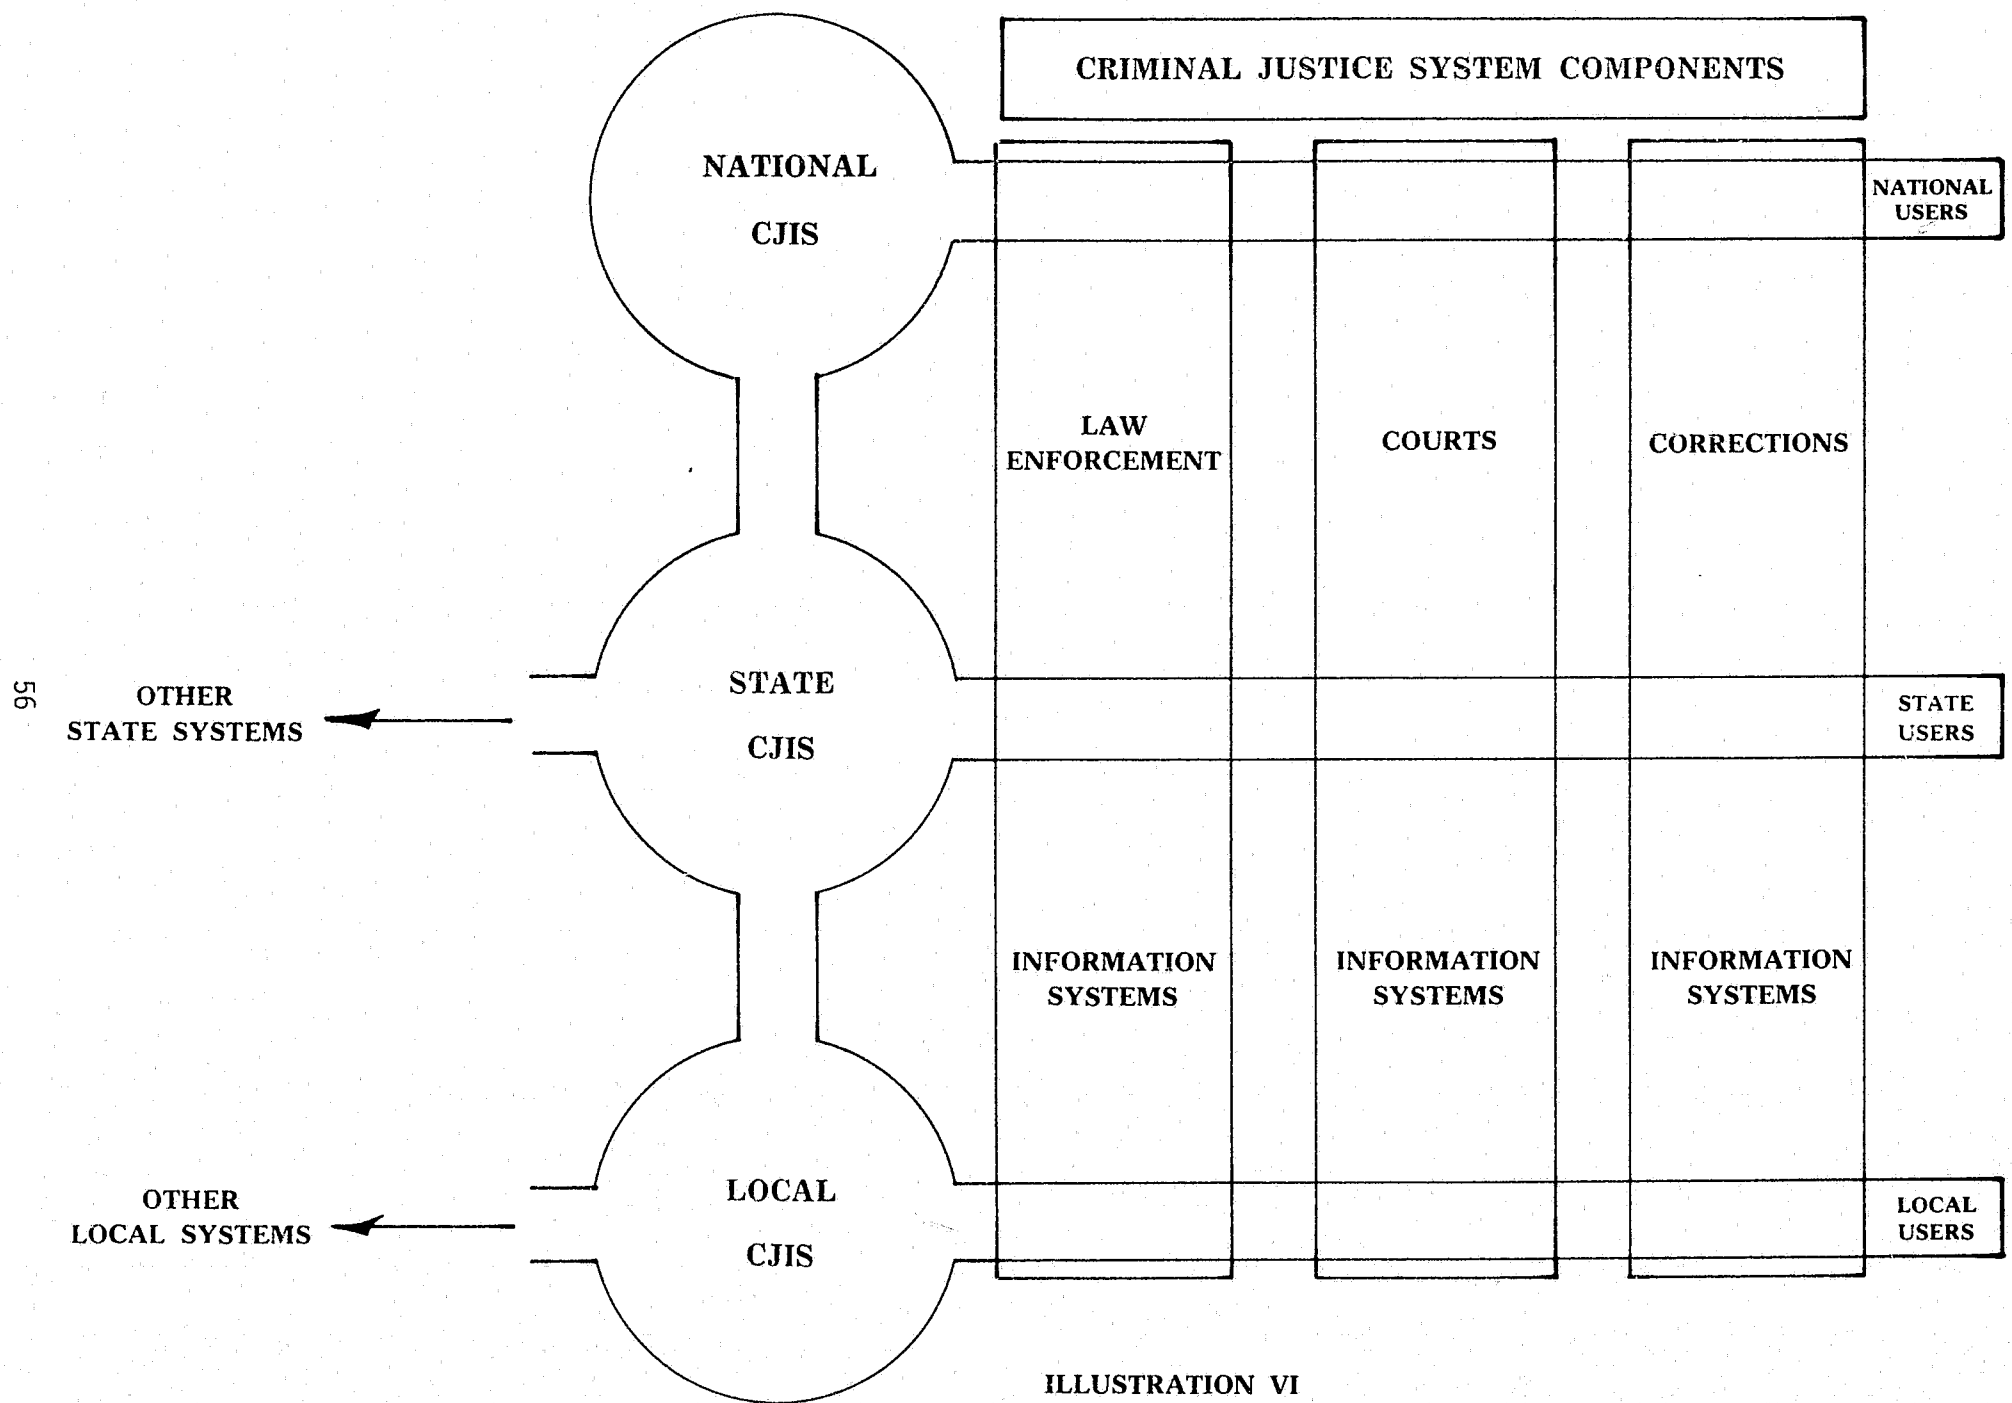 CRIMINAL JUSTICE SYSTEM COMPONENTS
NATIONAL
CJIS
NATIONAL
USERS
LAW
ENFORCEMENT
COURTS
CORRECTIONS
56
OTHER
STATE SYSTEMS
STATE
CJIS
STATE
USERS
INFORMATION
SYSTEMS
INFORMATION
SYSTEMS
INFORMATION
SYSTEMS
OTHER
LOCAL SYSTEMS
LOCAL
CJIS
LOCAL
USERS
ILLUSTRATION VI